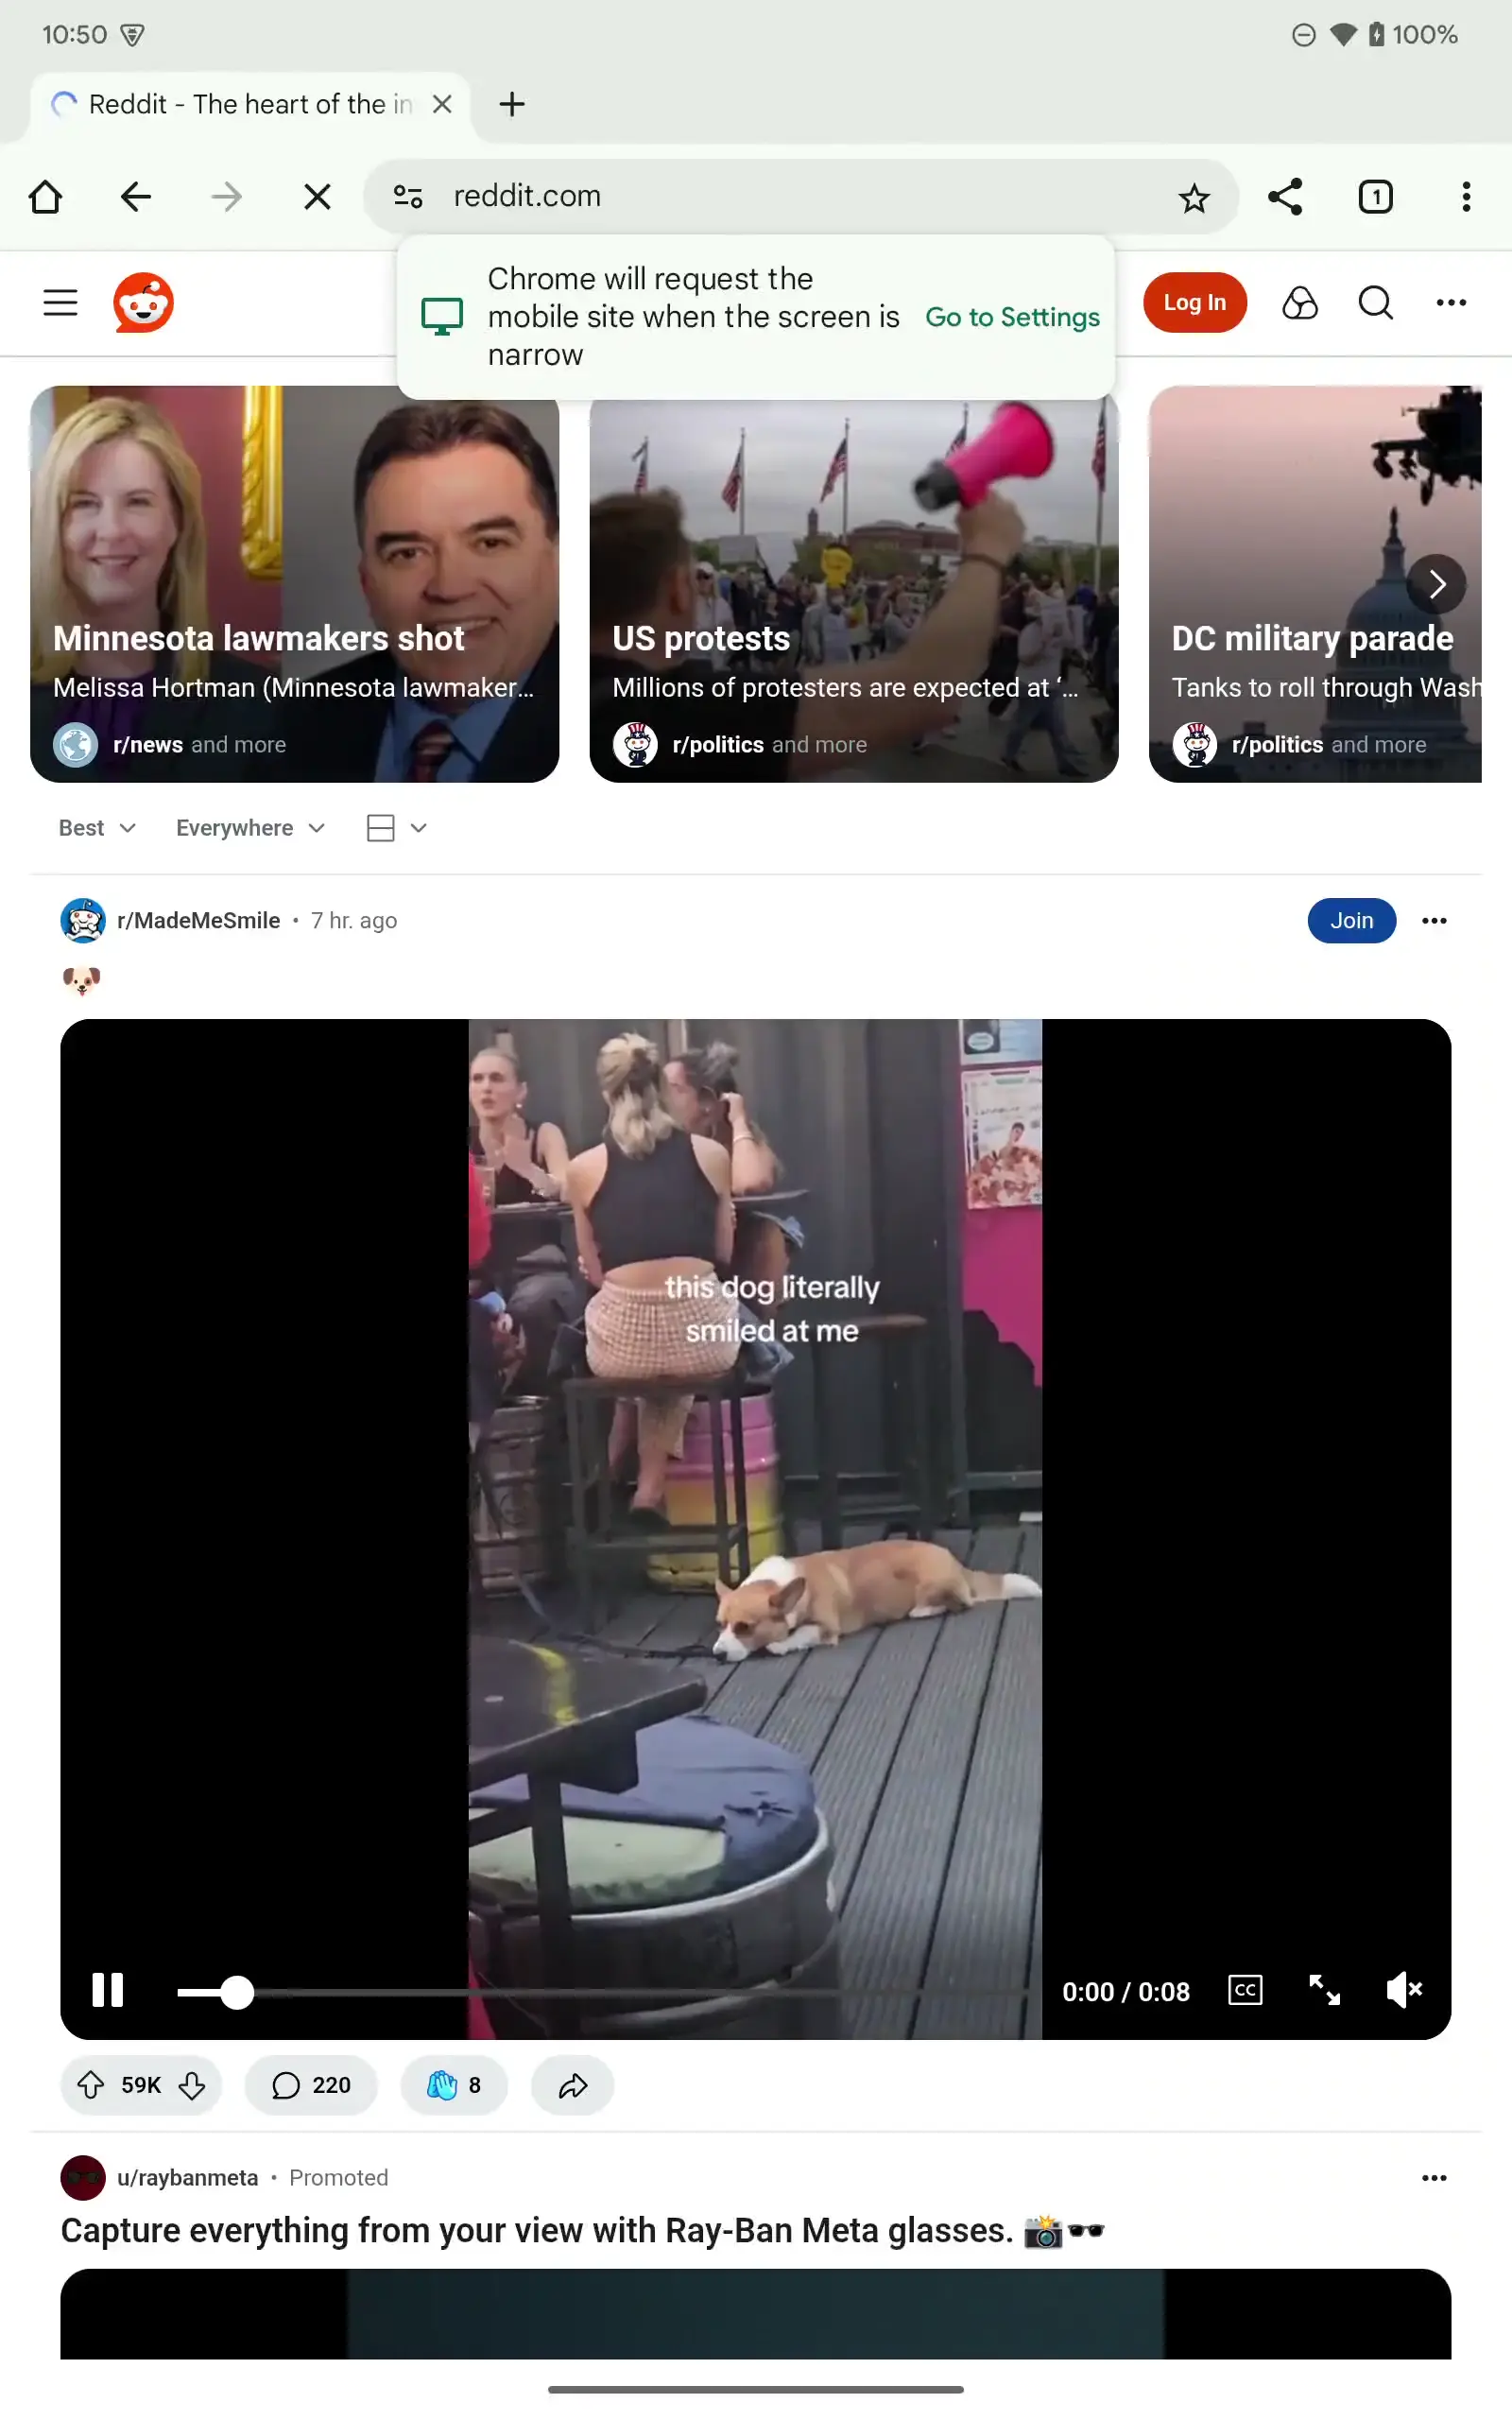 10:50
100%
Reddit - The heart of the in
reddit.com
1
Chrome will request the
mobile site when the screen is
narrow
Go to Settings
Log In
Minnesota lawmakers shot
Melissa Hortman (Minnesota lawmaker...
r/news and more
US protests
Millions of protesters are expected at ‘...
r/politics and more
DC military parade
Tanks to roll through Wash
r/politics and more
Best
Everywhere
r/MadeMeSmile • 7 hr. ago
Join
this dog literally
smiled at me
0:00 / 0:08
CC
59K
220
8
u/raybanmeta • Promoted
Capture everything from your view with Ray-Ban Meta glasses. 📸🕶️